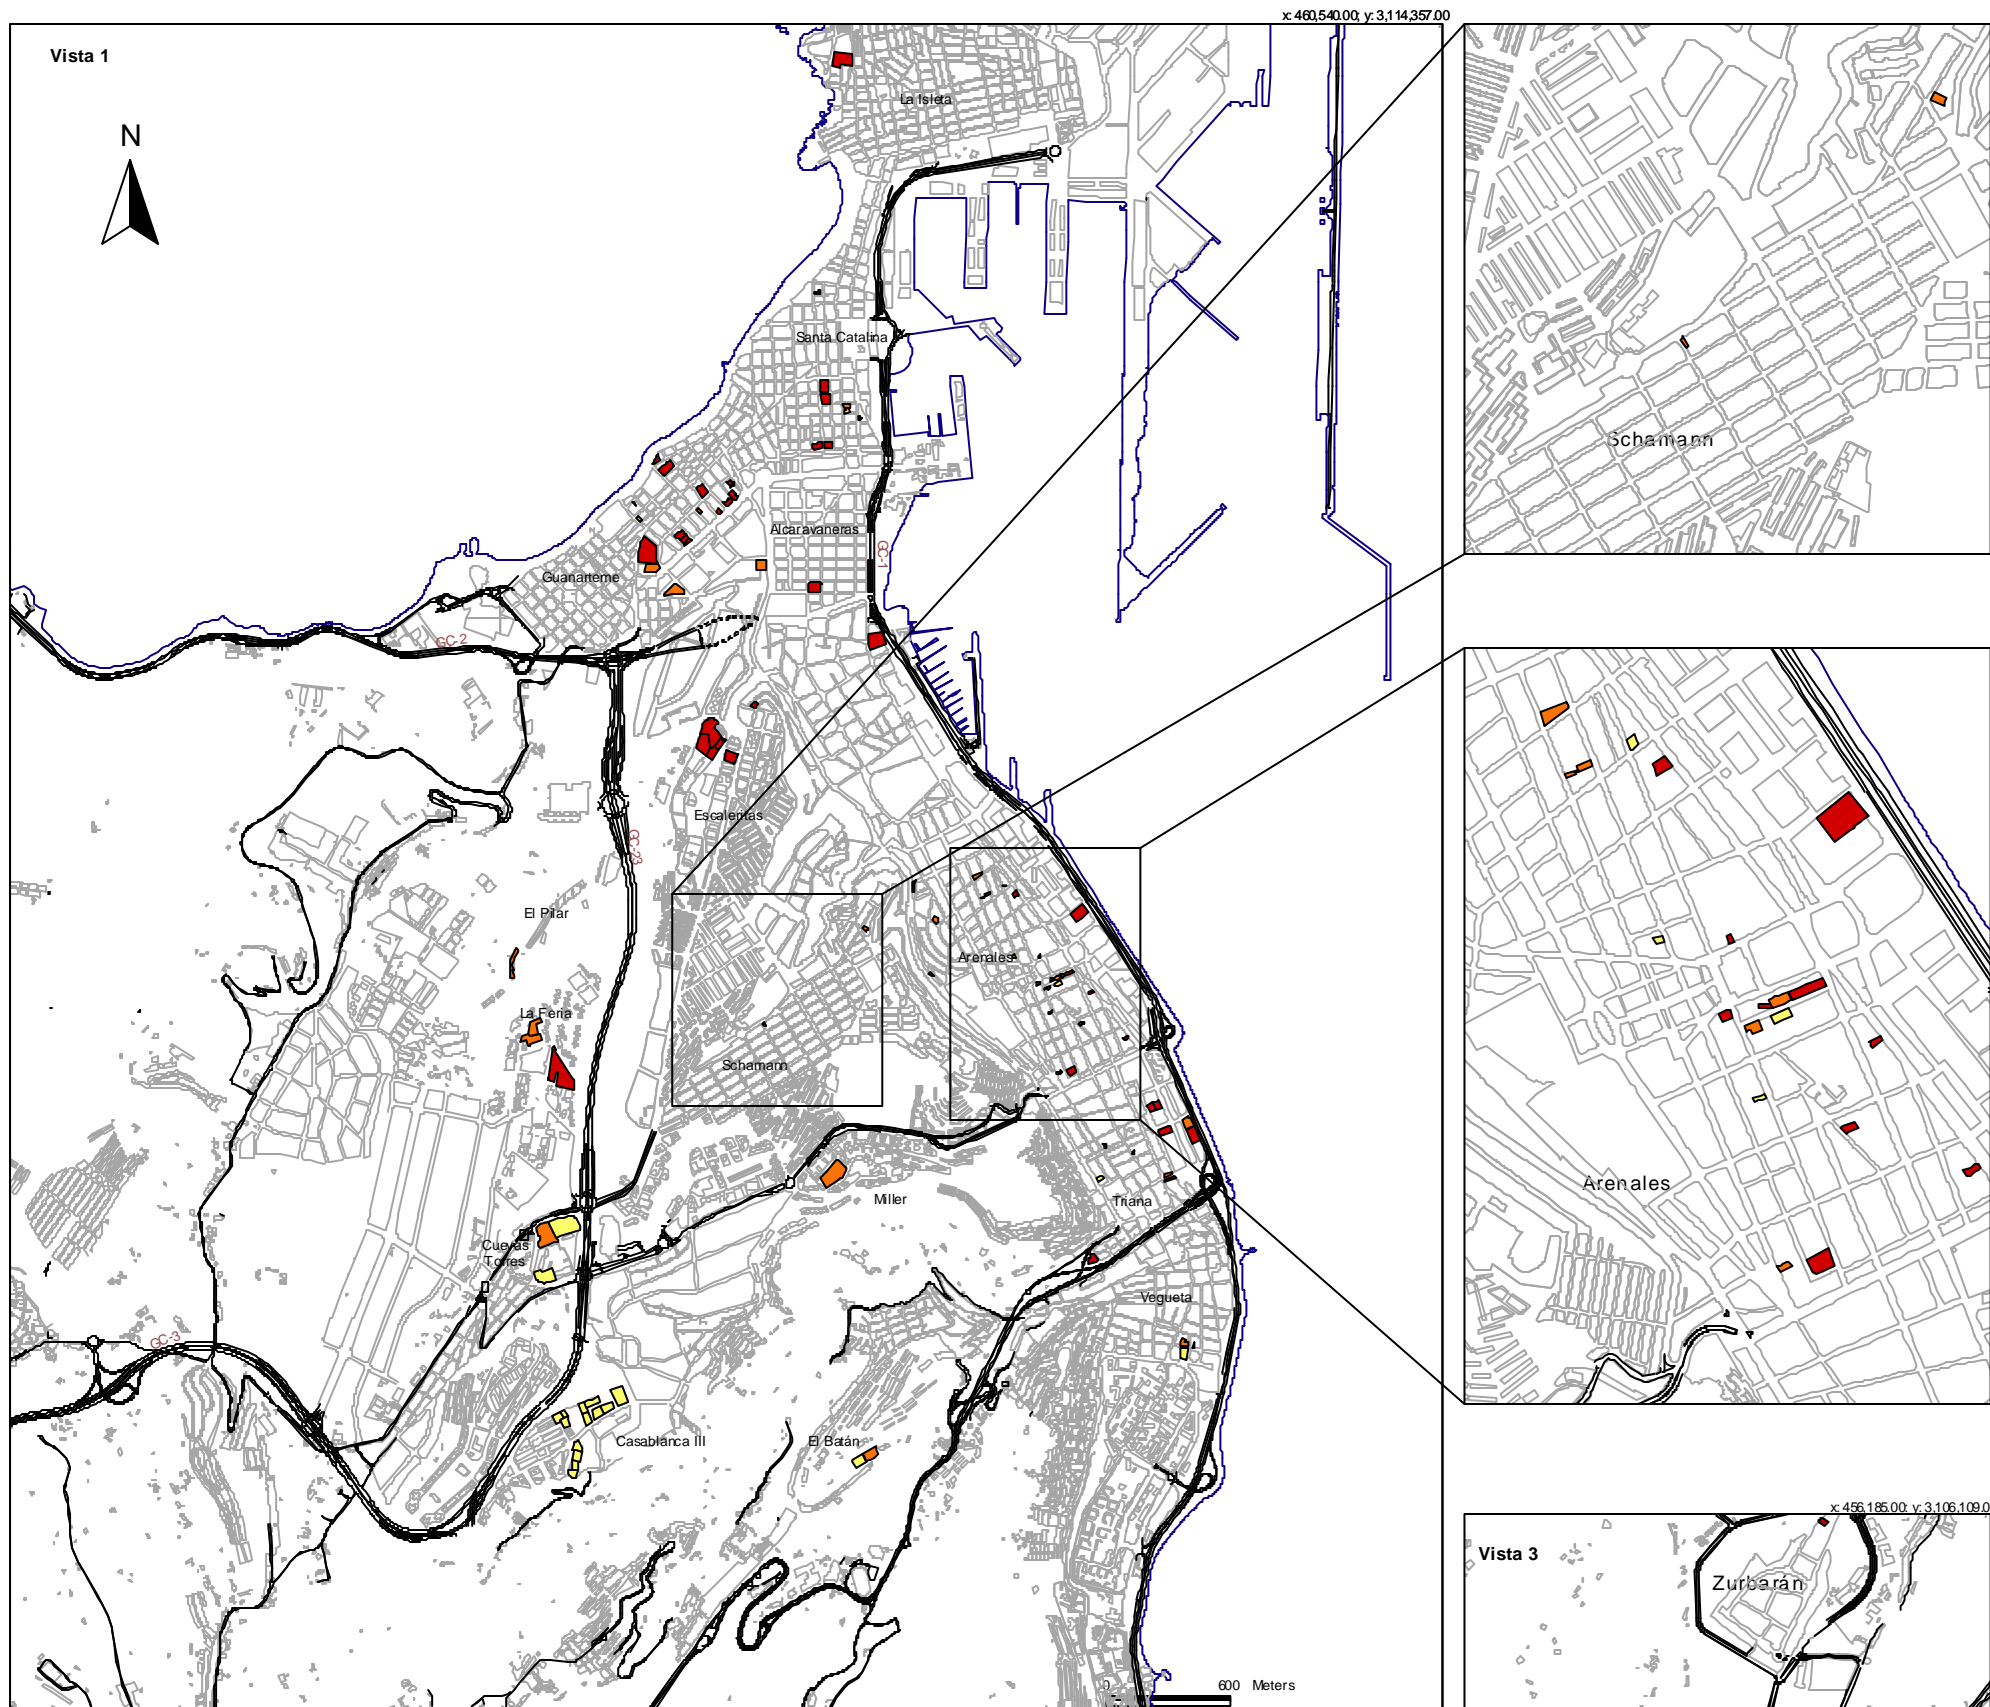 x: 460,540.00; y: 3,114,357.00
Vista 1
N
La Isleta
Santa Catalina
Alcaravaneras
GC-1
Guanarteme
GC-2
Escaleritas
GC-23
El Pilar
Arenales
La Feria
Schamann
Miller
Triana
Cuevas
Torres
Vegueta
GC-3
Casablanca III
El Batán
0
600 Meters
Schamann
Arenales
x: 456,185.00; y: 3,106,109.0
Vista 3
Zurbarán